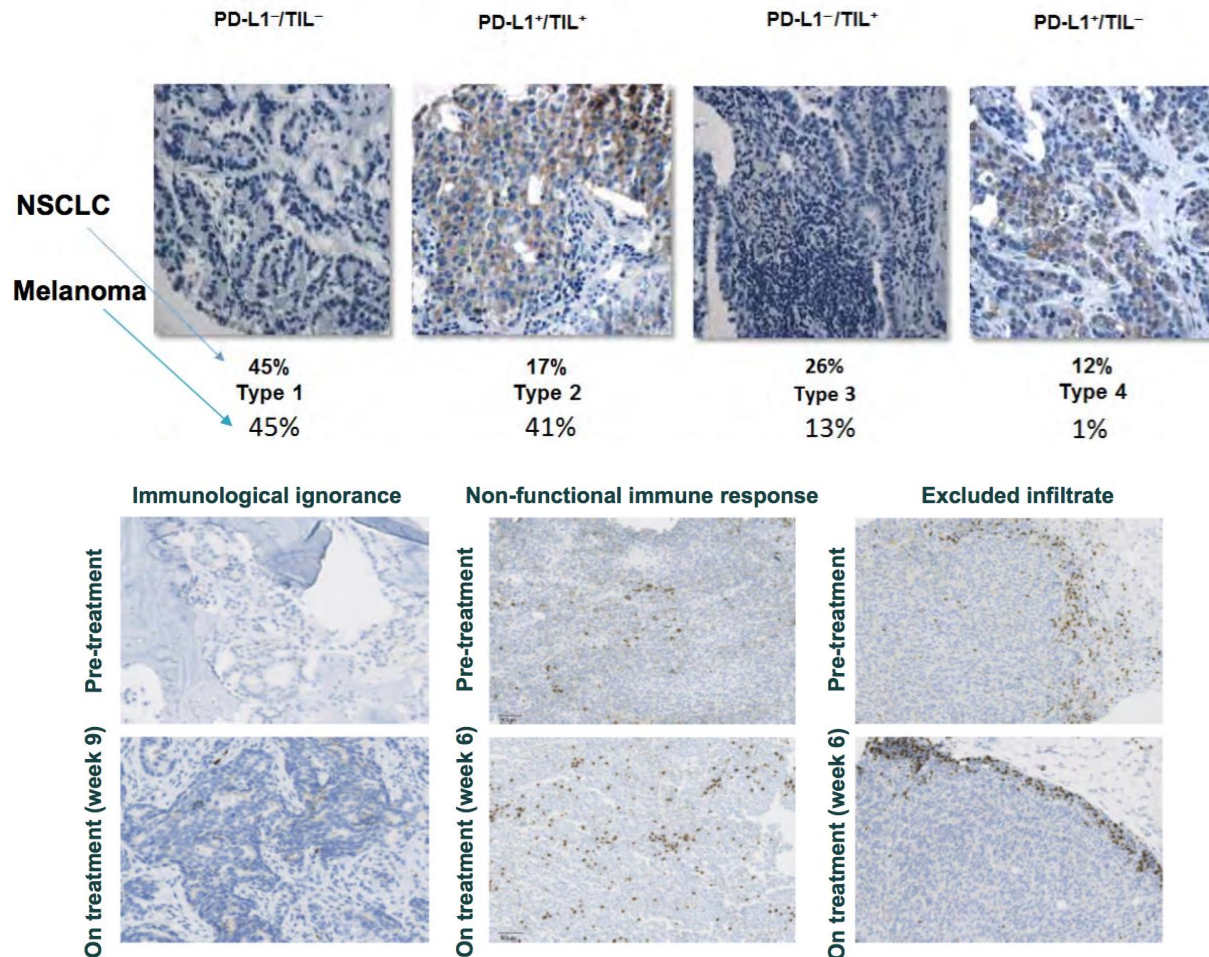 PD-L1⁻/TIL⁻
PD-L1⁺/TIL⁺
PD-L1⁻/TIL⁺
PD-L1⁺/TIL⁻
NSCLC
Melanoma
45%
Type 1
45%
17%
Type 2
41%
26%
Type 3
13%
12%
Type 4
1%
Immunological ignorance
Non-functional immune response
Excluded infiltrate
Pre-treatment
Pre-treatment
Pre-treatment
On treatment (week 9)
On treatment (week 6)
On treatment (week 6)